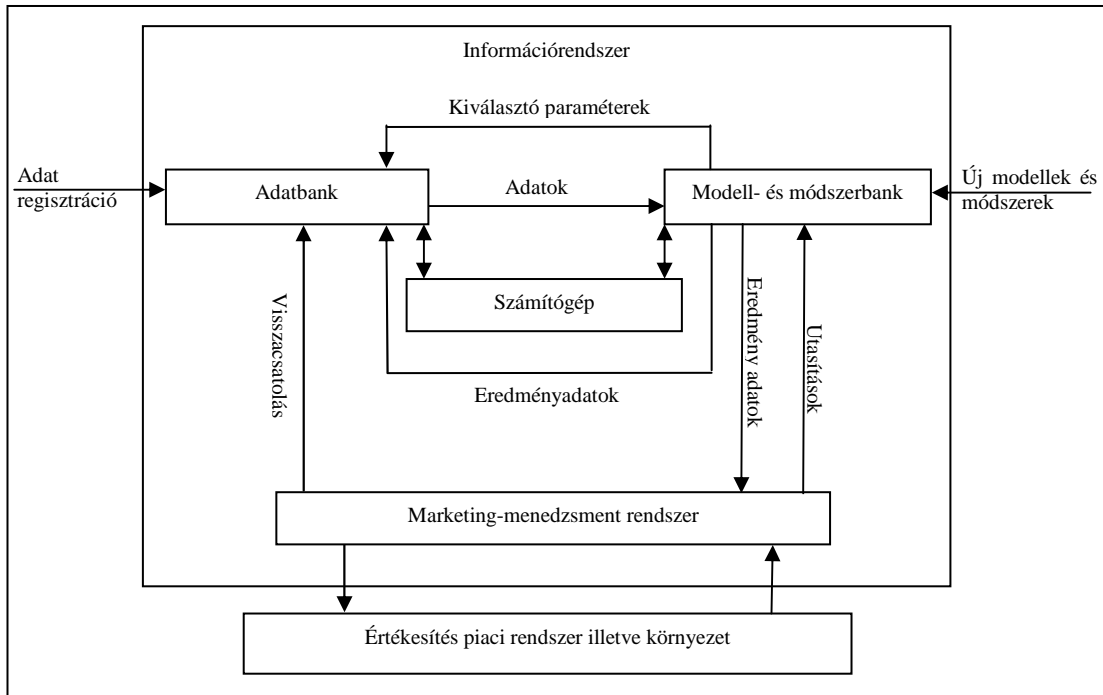 Információrendszer
Kiválasztó paraméterek
Adat
regisztráció
Adatbank
Adatok
Modell- és módszerbank
Új modellek és
módszerek
Számítógép
Visszacsatolás
Eredményadatok
Eredmény adatok
Utasítások
Marketing-menedzsment rendszer
Értékesítés piaci rendszer illetve környezet